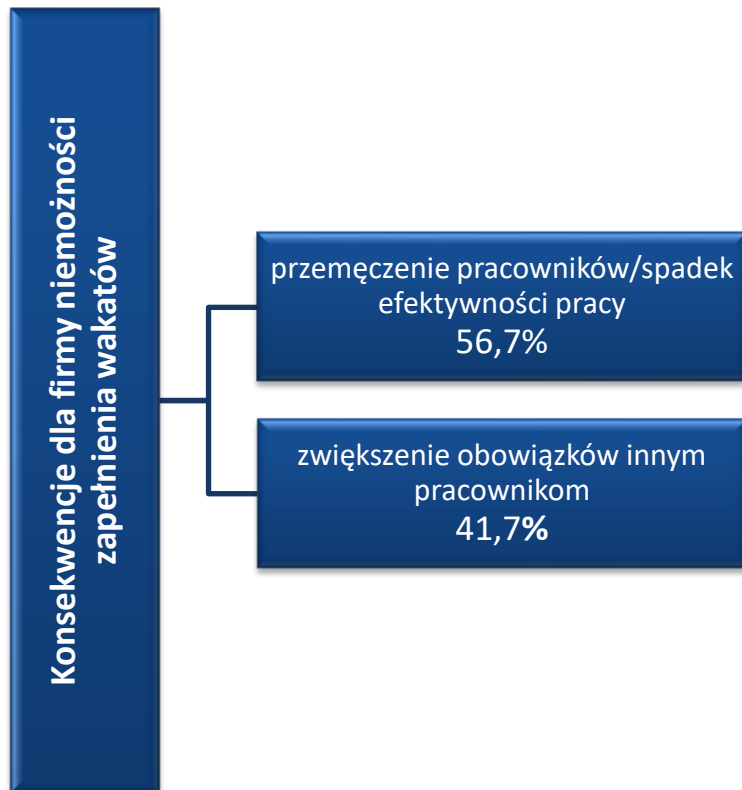 Konsekwencje dla firmy niemożności
zapełnienia wakatów
przemęczenie pracowników/spadek
efektywności pracy
56,7%
zwiększenie obowiązków innym
pracownikom
41,7%